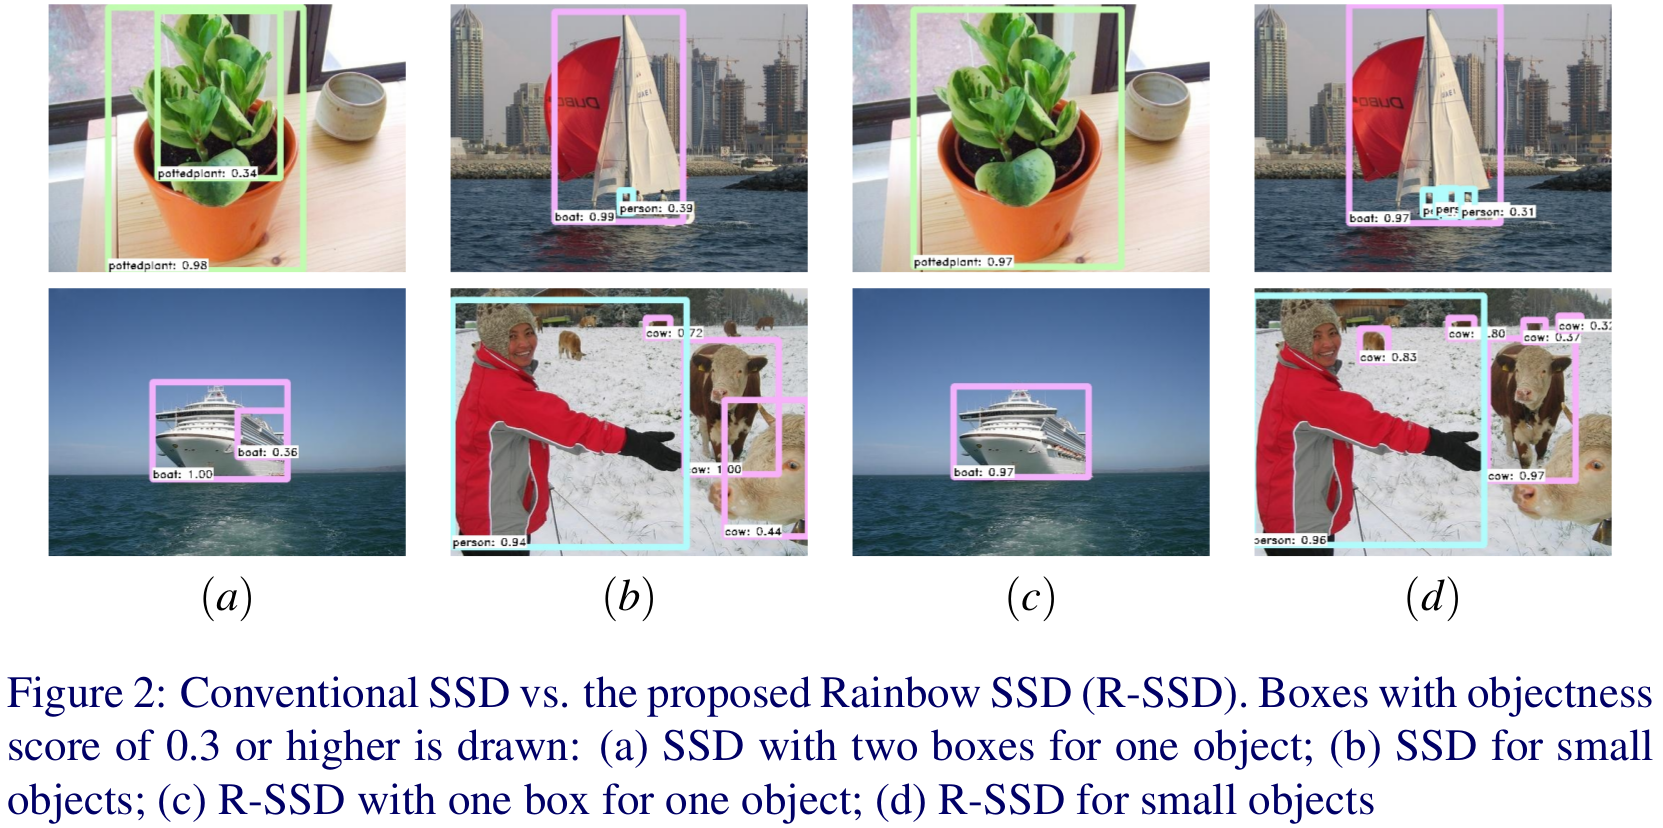 pottedplant: 0.34
pottedplant: 0.98
DUBO
UAE1
person: 0.39
boat: 0.99
pottedplant: 0.97
DUBO
pers
person: 0.31
boat: 0.97
boat: 0.36
boat: 1.00
cow: 0.72
cow: 1.00
cow: 0.44
person: 0.94
boat: 0.97
cow: 0.83
cow: .80
cow: 0.37
cow: 0.32
cow: 0.97
person: 0.96
(a)
(b)
(c)
(d)
Figure 2: Conventional SSD vs. the proposed Rainbow SSD (R-SSD). Boxes with objectness
score of 0.3 or higher is drawn: (a) SSD with two boxes for one object; (b) SSD for small
objects; (c) R-SSD with one box for one object; (d) R-SSD for small objects